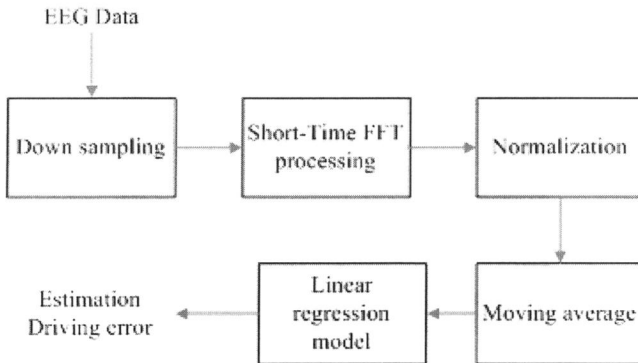 EEG Data
Down sampling
Short-Time FFT
processing
Normalization
Estimation
Driving error
Linear
regression
model
Moving average